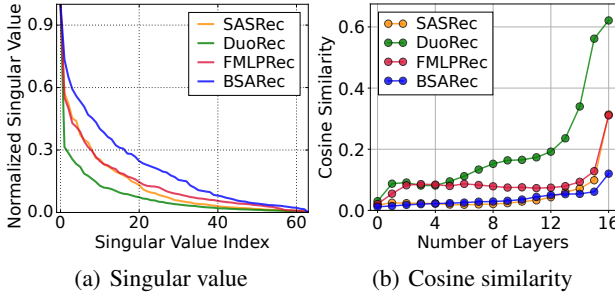 Normalized Singular Value
0.9
0.6
0.3
0.0
0
20
40
60
Singular Value Index
SASRec
DuoRec
FMLPRec
BSARec
(a) Singular value
Cosine Similarity
0.6
0.4
0.2
0.0
0
4
8
12
16
Number of Layers
SASRec
DuoRec
FMLPRec
BSARec
(b) Cosine similarity